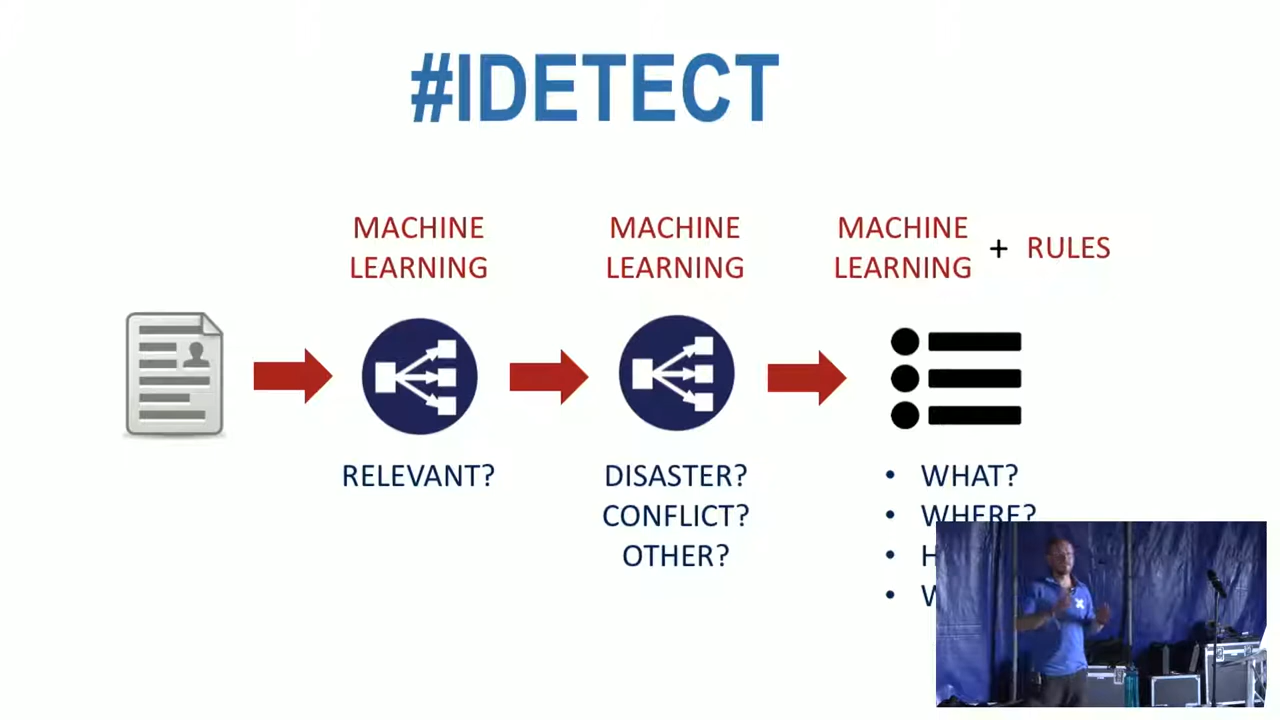 #IDETECT
MACHINE
LEARNING
MACHINE
LEARNING
MACHINE
LEARNING
+ RULES
RELEVANT?
DISASTER?
CONFLICT?
OTHER?
• WHAT?
• WHERE?